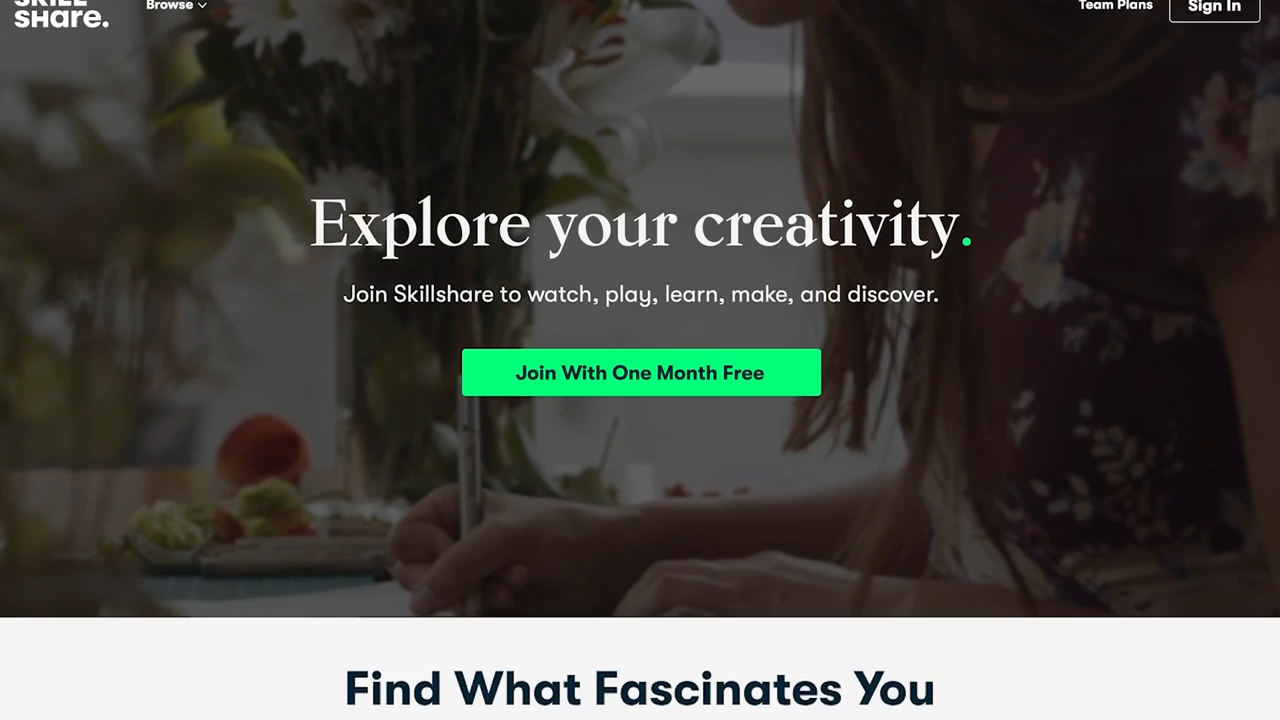 SKILL
SHare.
Browse
Team Plans
Sign In
Explore your creativity.
Join Skillshare to watch, play, learn, make, and discover.
Join With One Month Free
Find What Fascinates You